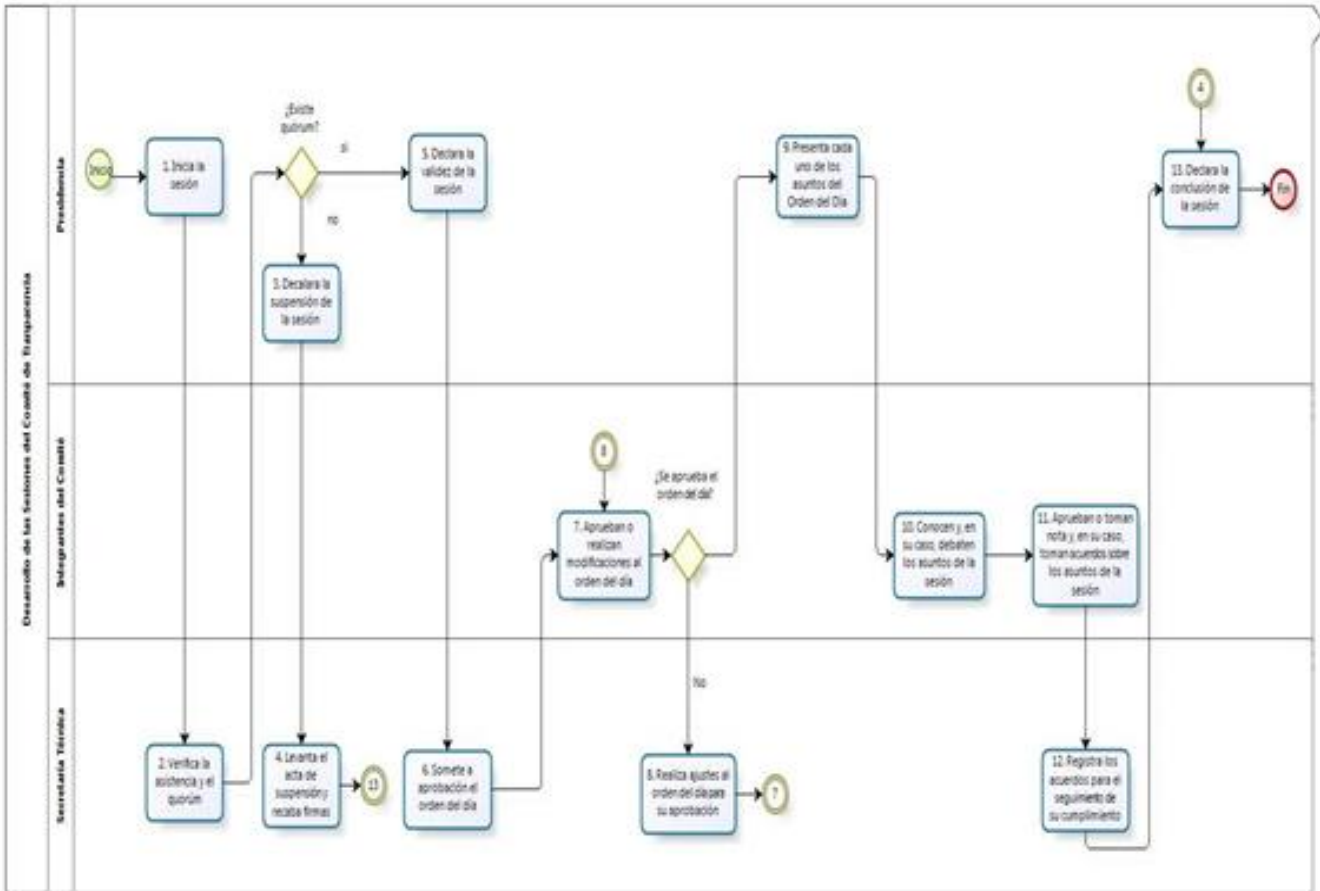 Desarrollo de las Sesiones del Comité de Tranparencia
Presidencia
Inicio
1. Inicia la
sesión
¿Existe
quórum?
si
no
3. Decalara la
suspensión de
la sesión
5. Declara la
validez de la
sesión
9. Presenta cada
uno de los
asuntos del
Orden del Día
4
13. Declara la
conclusión de
la sesión
Fin
Integrantes del Comité
8
7. Aprueban o
realizan
modificaciones al
orden del día
¿Se aprueba el
orden del día?
10. Conocen y, en
su caso, debaten
los asuntos de la
sesión
11. Aprueban o toman
nota y, en su caso,
toman acuerdos sobre
los asuntos de la
sesión
Secretaría Técnica
2. Verifica la
asistencia y el
quorúm
4. Levanta el
acta de
suspensión y
recaba firmas
13
6. Somete a
aprobación el
orden del día
No
8. Realiza ajustes al
orden del día para
su aprobación
7
12. Registra los
acuerdos para el
seguimiento de
su cumplimiento